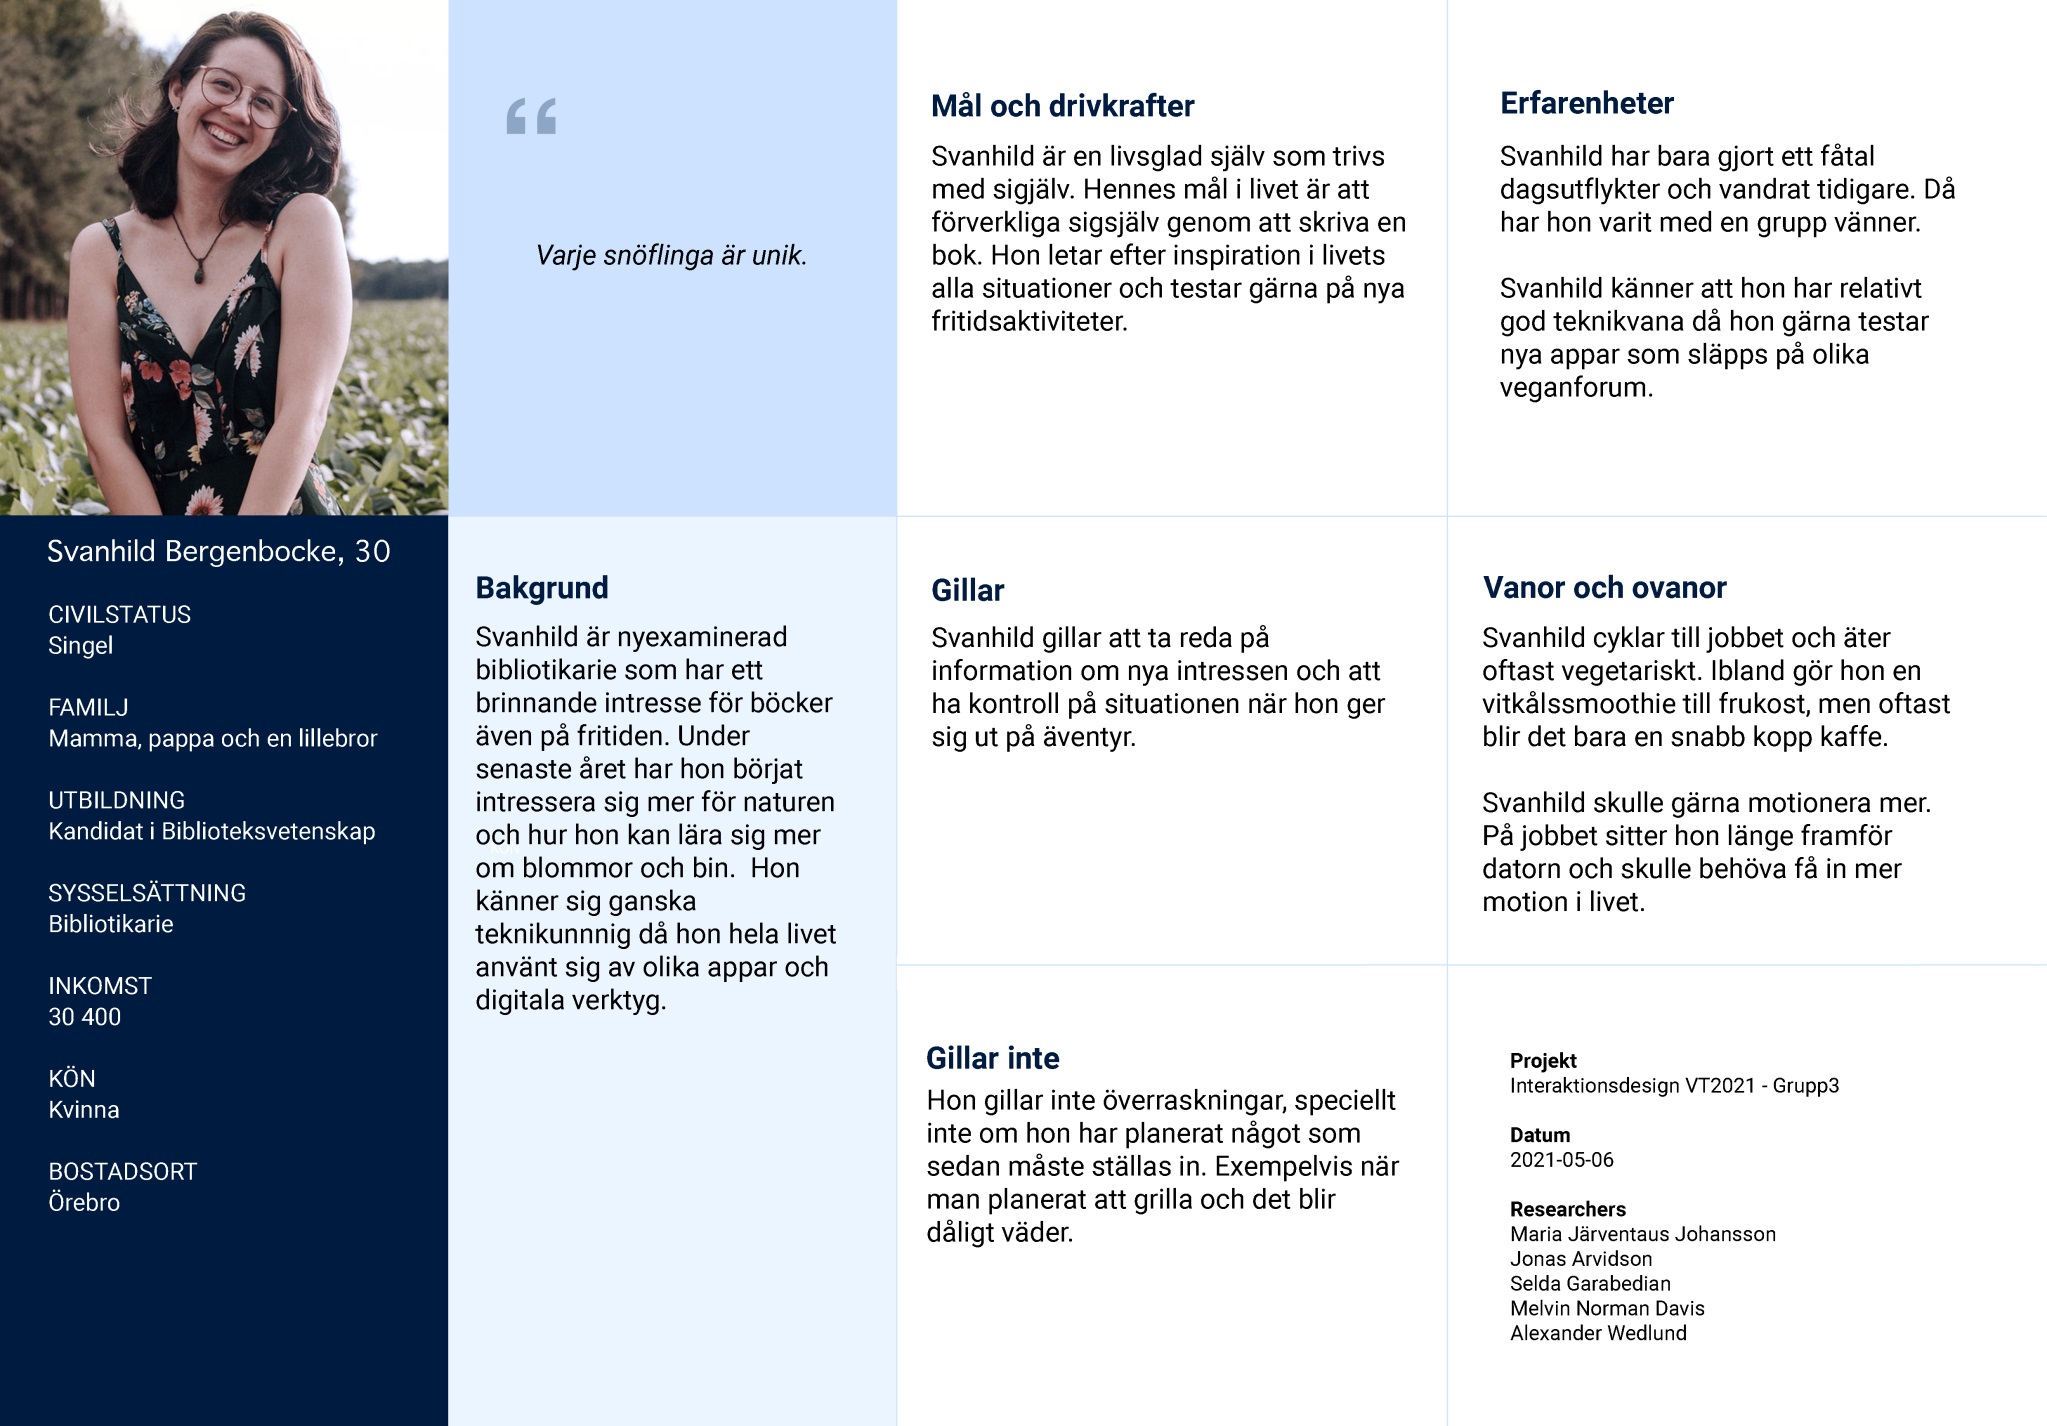 “
Varje snöflinga är unik.
Mål och drivkrafter
Svanhild är en livsglad själv som trivs
med sigjälv. Hennes mål i livet är att
förverkliga sigsjälv genom att skriva en
bok. Hon letar efter inspiration i livets
alla situationer och testar gärna på nya
fritidsaktiviteter.
Erfarenheter
Svanhild har bara gjort ett fåtal
dagsutflykter och vandrat tidigare. Då
har hon varit med en grupp vänner.
Svanhild känner att hon har relativt
god teknikvana då hon gärna testar
nya appar som släpps på olika
veganforum.
Svanhild Bergenbocke, 30
CIVILSTATUS
Singel
FAMILJ
Mamma, pappa och en lillebror
UTBILDNING
Kandidat i Biblioteksvetenskap
SYSSELSÄTTNING
Bibliotikarie
INKOMST
30 400
KÖN
Kvinna
BOSTADSORT
Örebro
Bakgrund
Svanhild är nyexaminerad
bibliotikarie som har ett
brinnande intresse för böcker
även på fritiden. Under
senaste året har hon börjat
intressera sig mer för naturen
och hur hon kan lära sig mer
om blommor och bin.  Hon
känner sig ganska
teknikunnnig då hon hela livet
använt sig av olika appar och
digitala verktyg.
Gillar
Svanhild gillar att ta reda på
information om nya intressen och att
ha kontroll på situationen när hon ger
sig ut på äventyr.
Vanor och ovanor
Svanhild cyklar till jobbet och äter
oftast vegetariskt. Ibland gör hon en
vitkålssmoothie till frukost, men oftast
blir det bara en snabb kopp kaffe.
Svanhild skulle gärna motionera mer.
På jobbet sitter hon länge framför
datorn och skulle behöva få in mer
motion i livet.
Gillar inte
Hon gillar inte överraskningar, speciellt
inte om hon har planerat något som
sedan måste ställas in. Exempelvis när
man planerat att grilla och det blir
dåligt väder.
Projekt
Interaktionsdesign VT2021 - Grupp3
Datum
2021-05-06
Researchers
Maria Järventaus Johansson
Jonas Arvidson
Selda Garabedian
Melvin Norman Davis
Alexander Wedlund